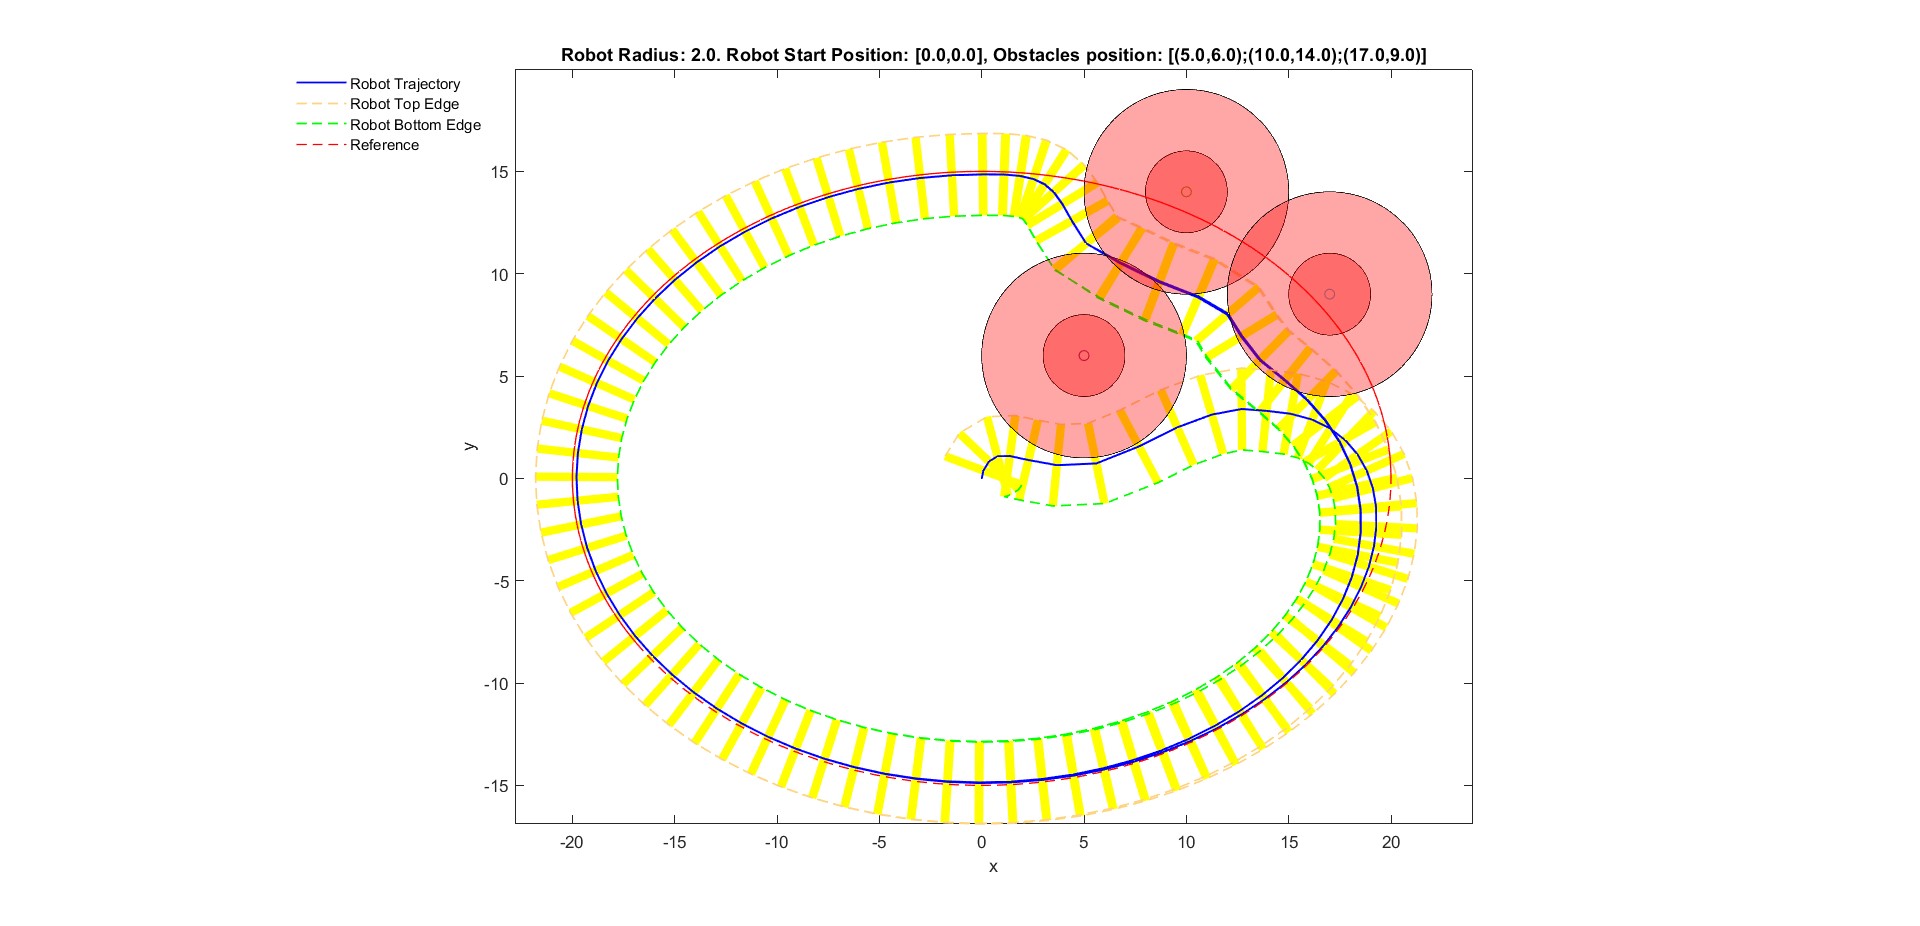 Robot Radius: 2.0. Robot Start Position: [0.0,0.0], Obstacles position: [(5.0,6.0);(10.0,14.0);(17.0,9.0)]
Robot Trajectory
Robot Top Edge
Robot Bottom Edge
Reference
15
10
5
0
-5
-10
-15
y
-20 -15 -10 -5 0 5 10 15 20
x